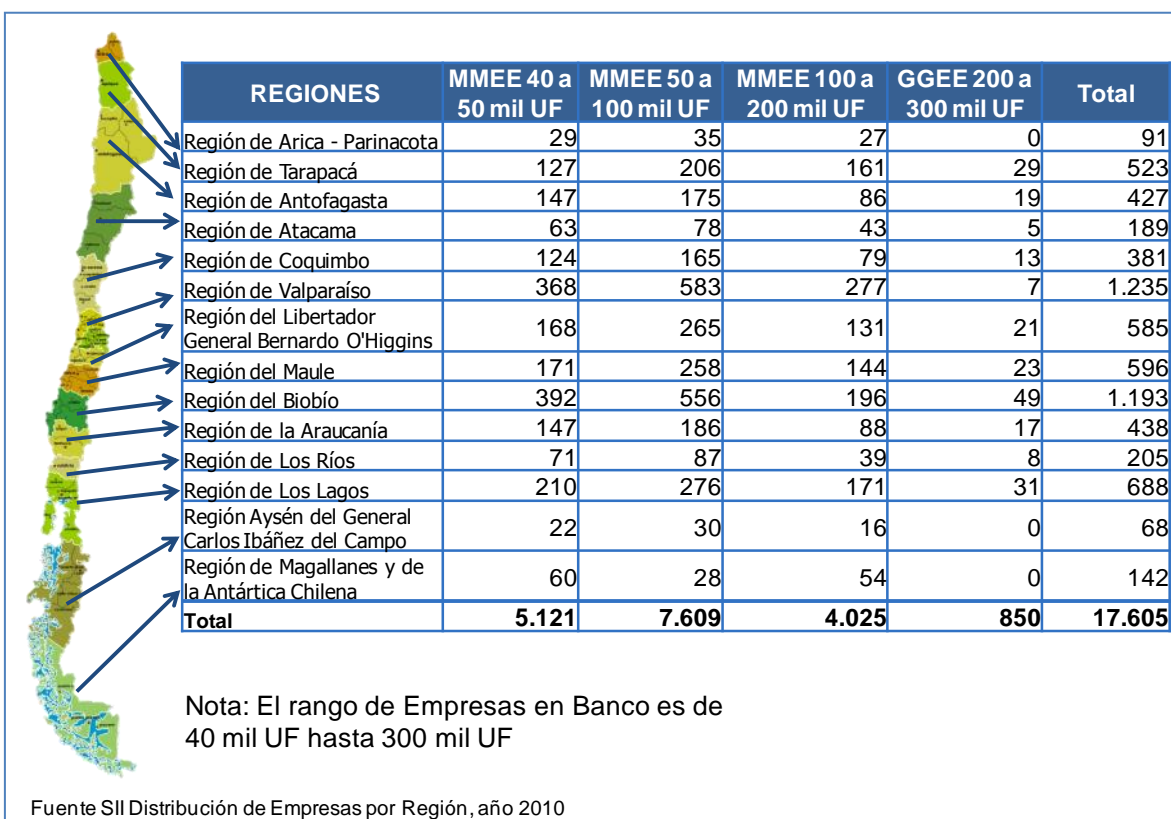 REGIONES MMEE 40 a 50 mil UF MMEE 50 a 100 mil UF MMEE 100 a 200 mil UF GGEE 200 a 300 mil UF Total
Región de Arica - Parinacota 29 35 27 0 91
Región de Tarapacá 127 206 161 29 523
Región de Antofagasta 147 175 86 19 427
Región de Atacama 63 78 43 5 189
Región de Coquimbo 124 165 79 13 381
Región de Valparaíso 368 583 277 7 1.235
Región del Libertador
General Bernardo O'Higgins 168 265 131 21 585
Región del Maule 171 258 144 23 596
Región del Biobío 392 556 196 49 1.193
Región de la Araucanía 147 186 88 17 438
Región de Los Ríos 71 87 39 8 205
Región de Los Lagos 210 276 171 31 688
Región Aysén del General
Carlos Ibáñez del Campo 22 30 16 0 68
Región de Magallanes y de
la Antártica Chilena 60 28 54 0 142
Total 5.121 7.609 4.025 850 17.605
Nota: El rango de Empresas en Banco es de
40 mil UF hasta 300 mil UF
Fuente SII Distribución de Empresas por Región, año 2010